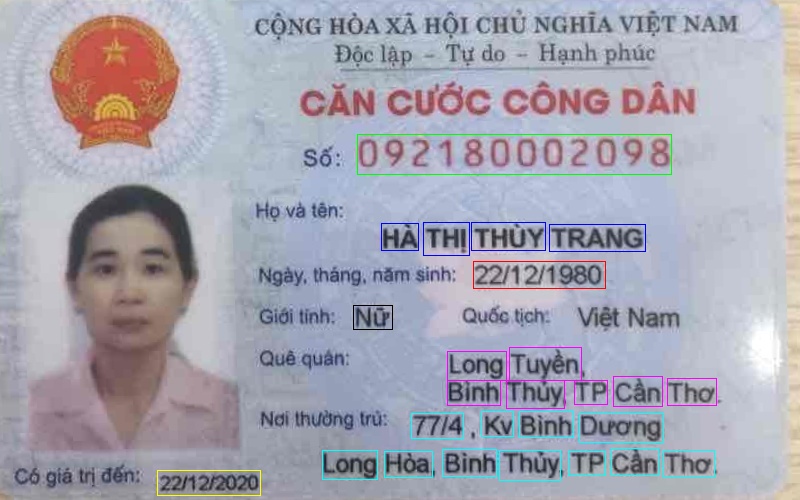 CỘNG HÒA XÃ HỘI CHỦ NGHĨA VIỆT NAM
Độc lập - Tự do - Hạnh phúc
CĂN CƯỚC CÔNG DÂN
Số: 092180002098
Họ và tên:
HÀ THỊ THÙY TRANG
Ngày, tháng, năm sinh: 22/12/1980
Giới tính: Nữ Quốc tịch: Việt Nam
Quê quán: Long Tuyền,
Bình Thủy, TP Cần Thơ.
Nơi thường trú: 77/4 , Kv Bình Dương
Long Hòa, Bình Thủy, TP Cần Thơ.
Có giá trị đến: 22/12/2020